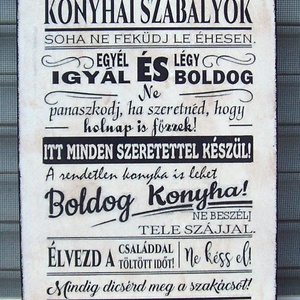 KONYHAI SZABÁLYOK
SOHA NE FEKÜDJ LE ÉHESEN.
EGYÉL IGYÁL ÉS LÉGY BOLDOG
Ne
panaszkodj, ha szeretnéd, hogy
holnap is főzzek!
ITT MINDEN SZERETETTEL KÉSZÜL!
A rendetlen konyha is lehet
Boldog Konyha!
NE BESZÉLJ
TELE SZÁJJAL.
ÉLVEZD A CSALÁDDAL TÖLTÖTT IDŐT! Ne késs el!
Mindig dicsérd meg a szakácsot!